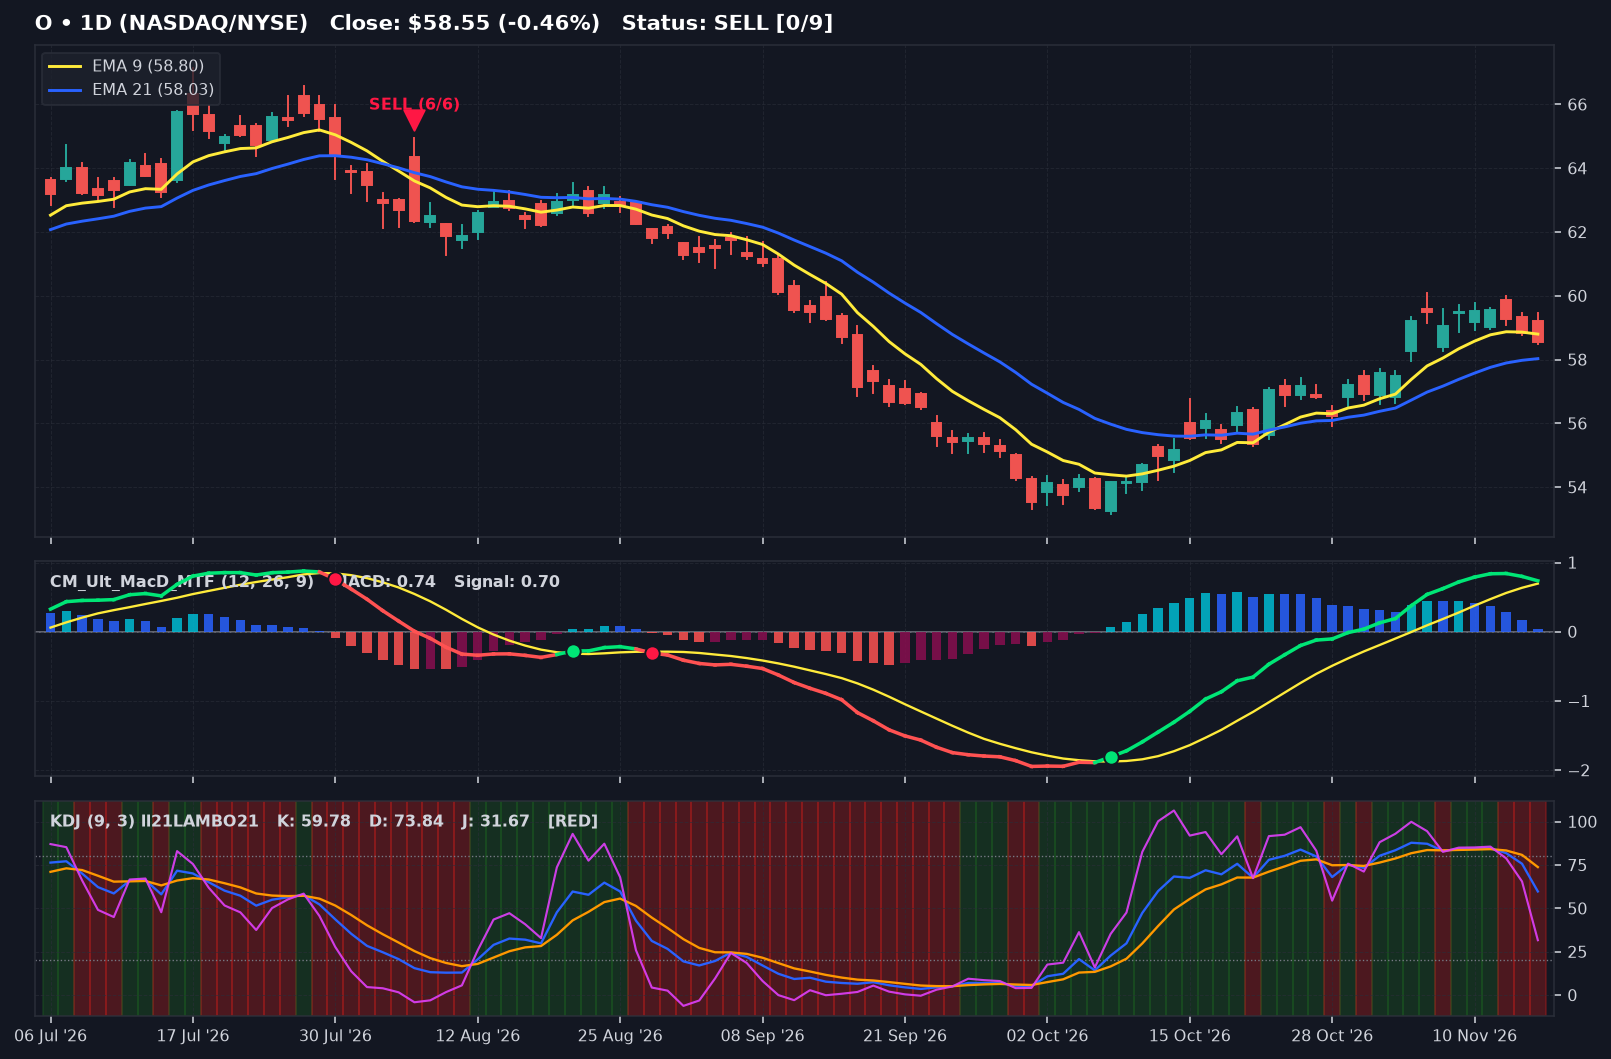 O • 1D (NASDAQ/NYSE)   Close: $58.55 (-0.46%)   Status: SELL [0/9]
EMA 9 (58.80)
EMA 21 (58.03)
SELL (6/6)
66
64
62
60
58
56
54
CM_Ult_MacD_MTF (12, 26, 9)   MACD: 0.74   Signal: 0.70
1
0
−1
−2
KDJ (9, 3) II21LAMBO21   K: 59.78   D: 73.84   J: 31.67   [RED]
100
75
50
25
0
06 Jul '26   17 Jul '26   30 Jul '26   12 Aug '26   25 Aug '26   08 Sep '26   21 Sep '26   02 Oct '26   15 Oct '26   28 Oct '26   10 Nov '26